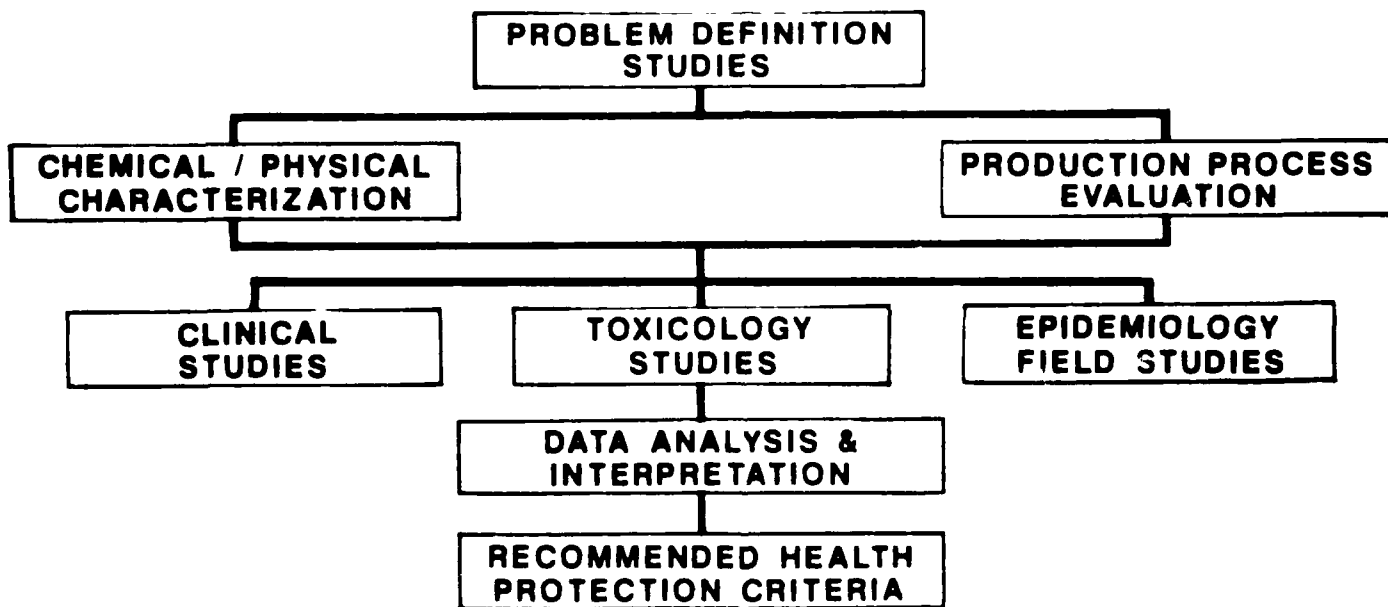 PROBLEM DEFINITION
STUDIES
CHEMICAL / PHYSICAL
CHARACTERIZATION
PRODUCTION PROCESS
EVALUATION
CLINICAL
STUDIES
TOXICOLOGY
STUDIES
EPIDEMIOLOGY
FIELD STUDIES
DATA ANALYSIS &
INTERPRETATION
RECOMMENDED HEALTH
PROTECTION CRITERIA